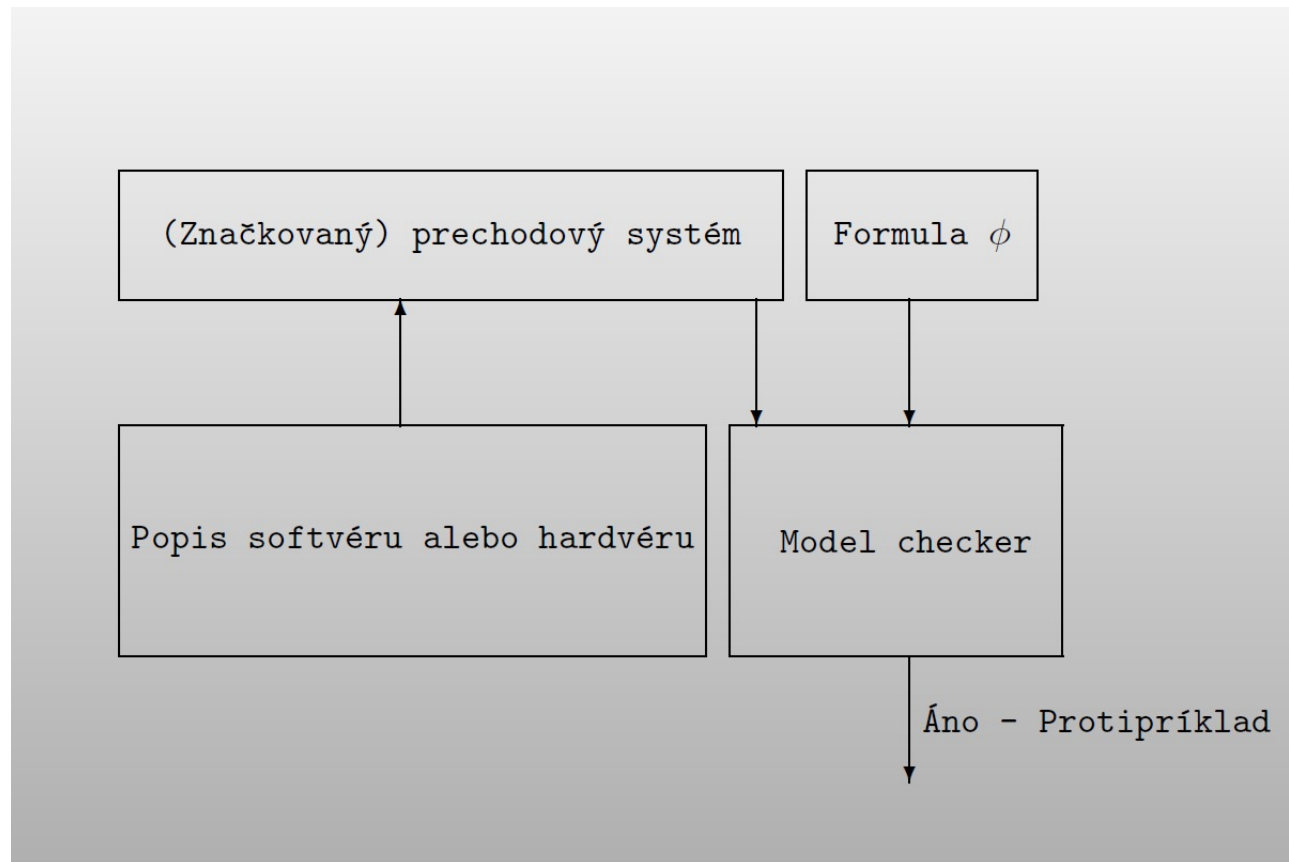 (Značkovaný) prechodový systém
Formula ϕ
Popis softvéru alebo hardvéru
Model checker
Áno - Protipríklad